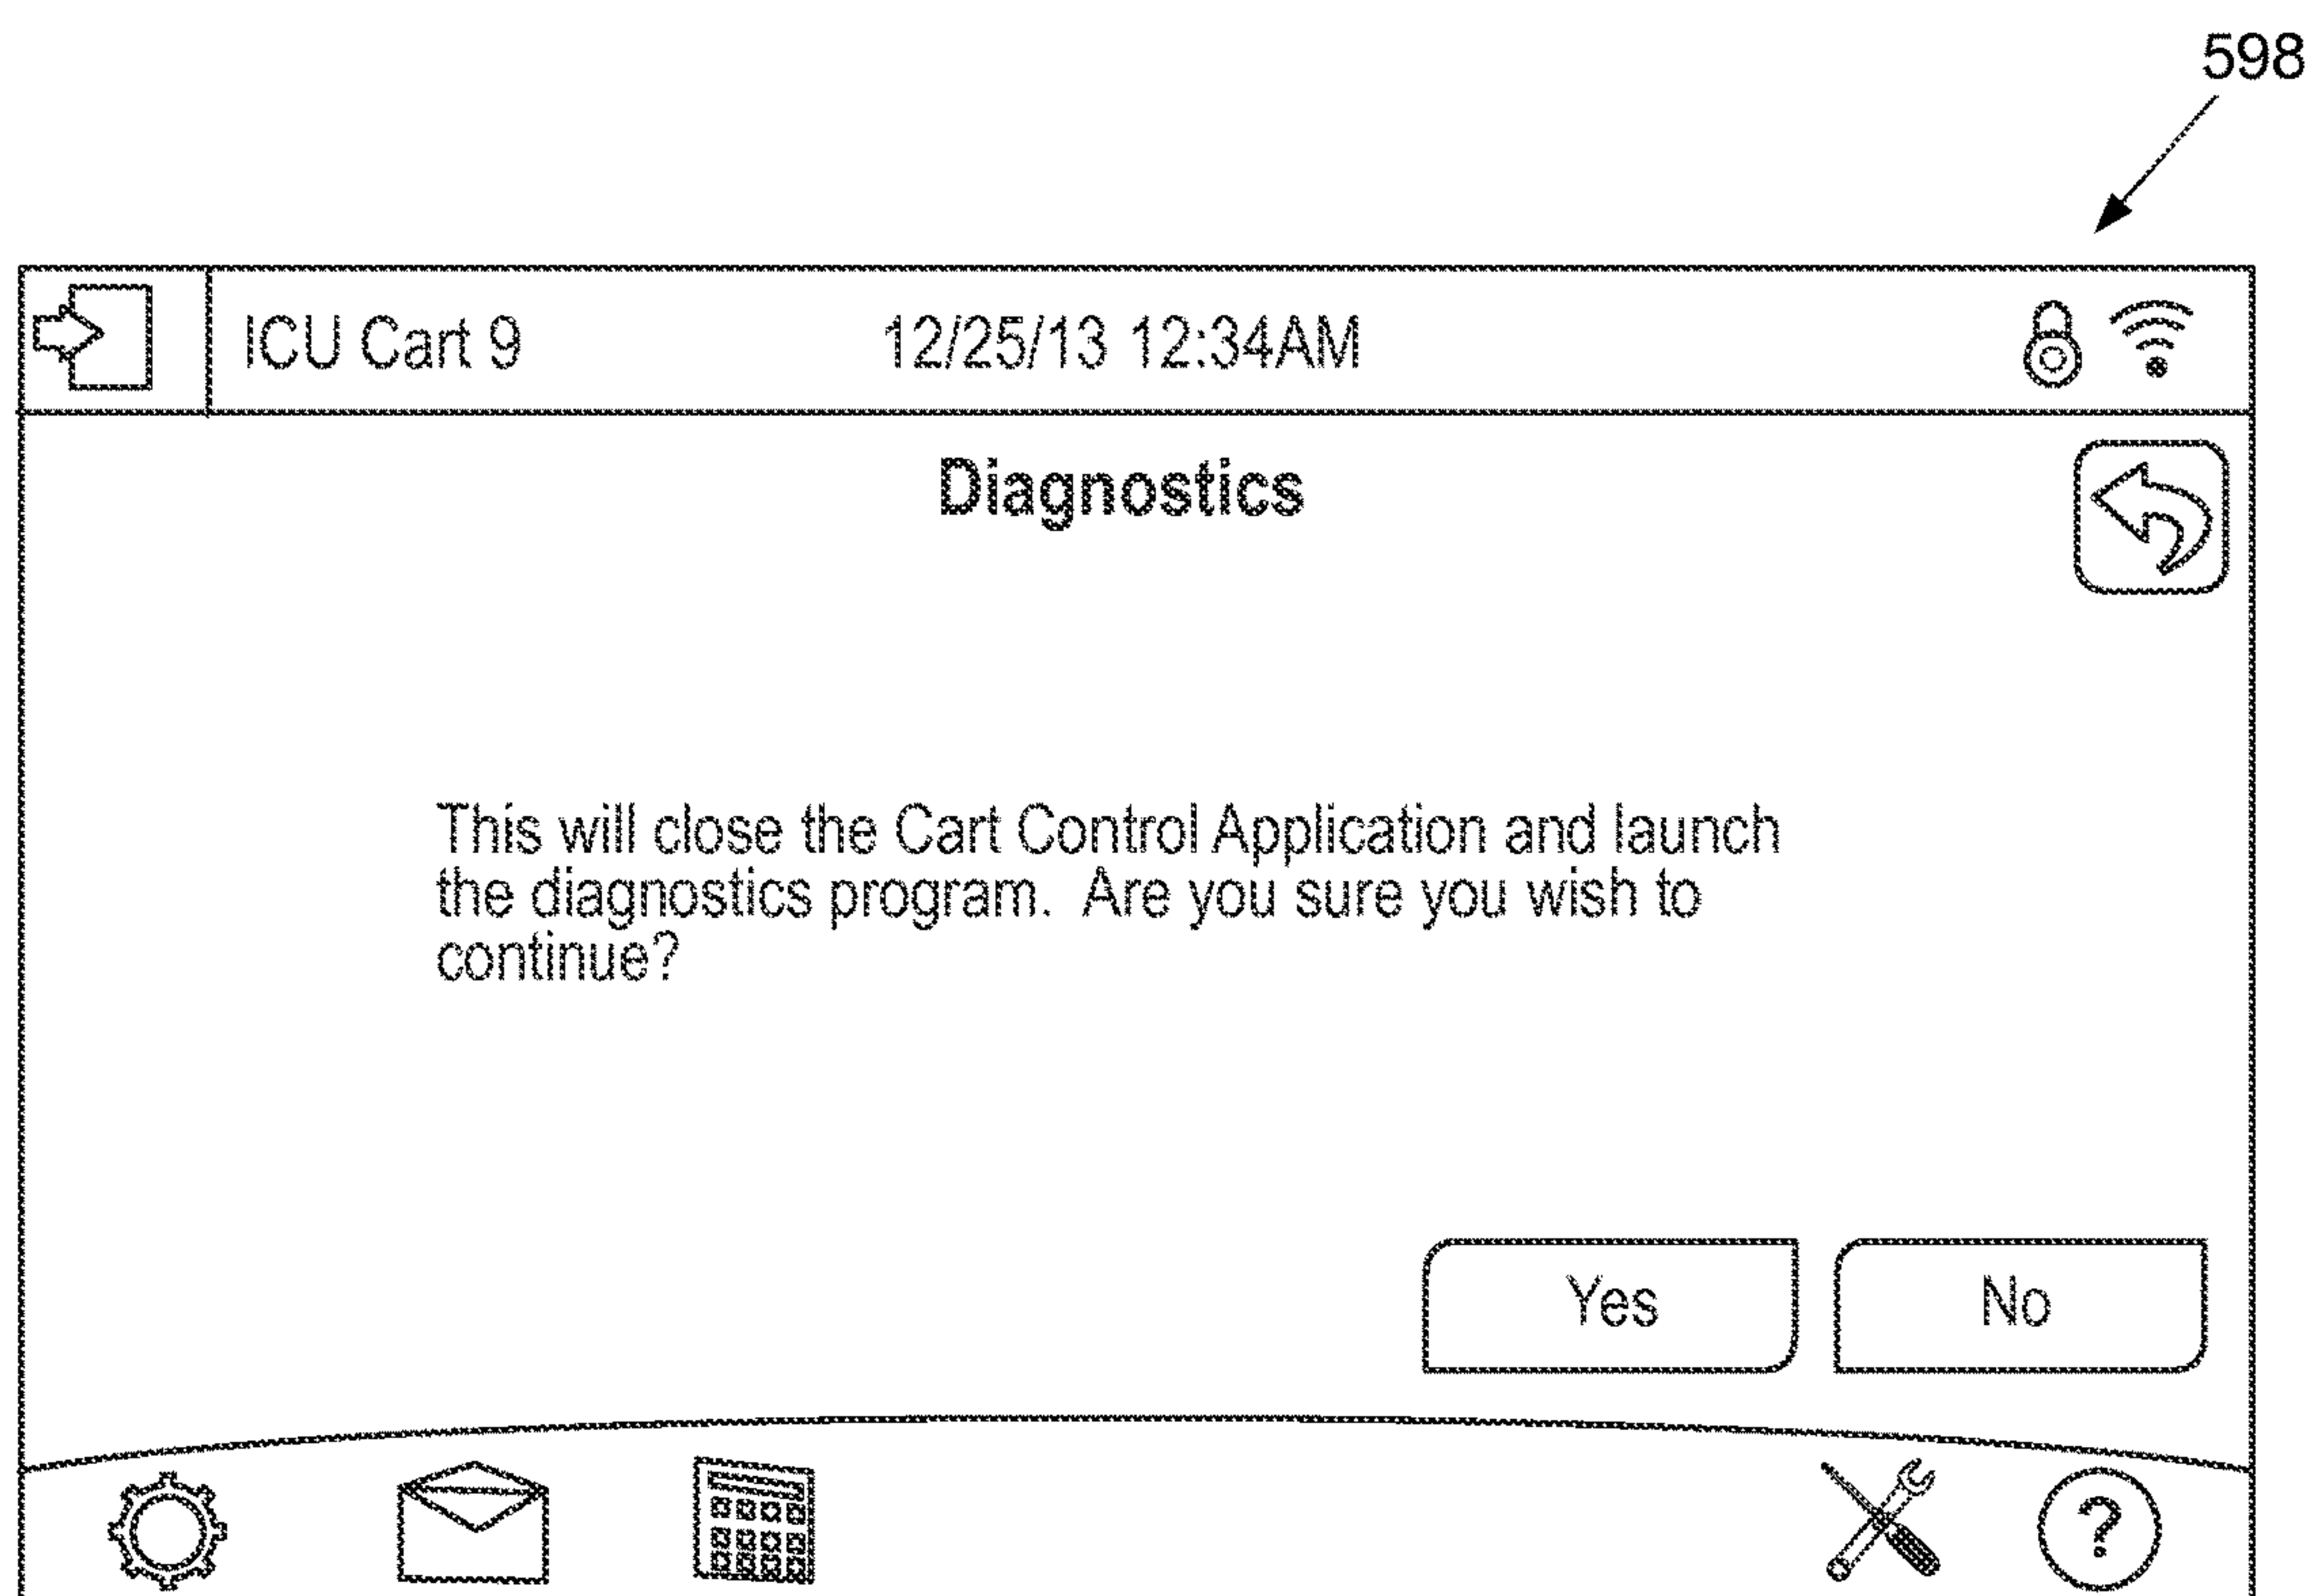 598
ICU Cart 9 12/25/13 12:34AM
Diagnostics
This will close the Cart Control Application and launch
the diagnostics program. Are you sure you wish to
continue?
Yes No
?